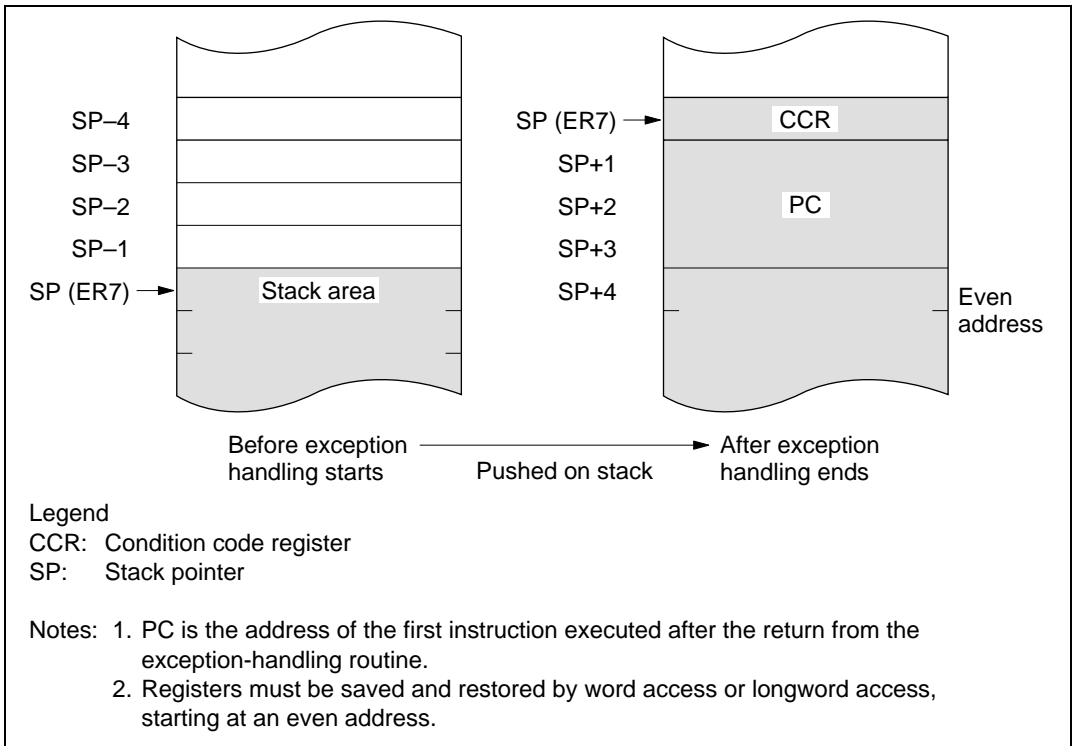 SP–4
SP–3
SP–2
SP–1
SP (ER7)
Stack area
SP (ER7)
CCR
SP+1
SP+2
PC
SP+3
SP+4
Even
address
Before exception
handling starts
Pushed on stack
After exception
handling ends
Legend
CCR: Condition code register
SP: Stack pointer
Notes: 1. PC is the address of the first instruction executed after the return from the
exception-handling routine.
2. Registers must be saved and restored by word access or longword access,
starting at an even address.